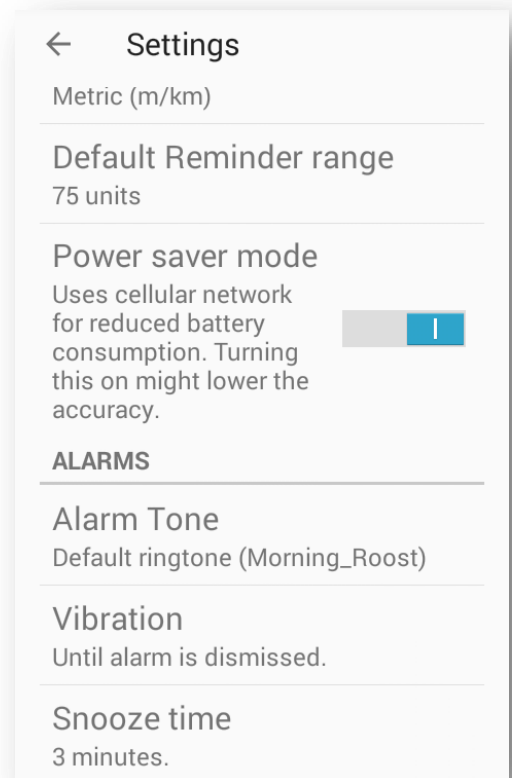 Settings
Metric (m/km)
Default Reminder range
75 units
Power saver mode
Uses cellular network
for reduced battery
consumption. Turning
this on might lower the
accuracy.
ALARMS
Alarm Tone
Default ringtone (Morning_Roost)
Vibration
Until alarm is dismissed.
Snooze time
3 minutes.